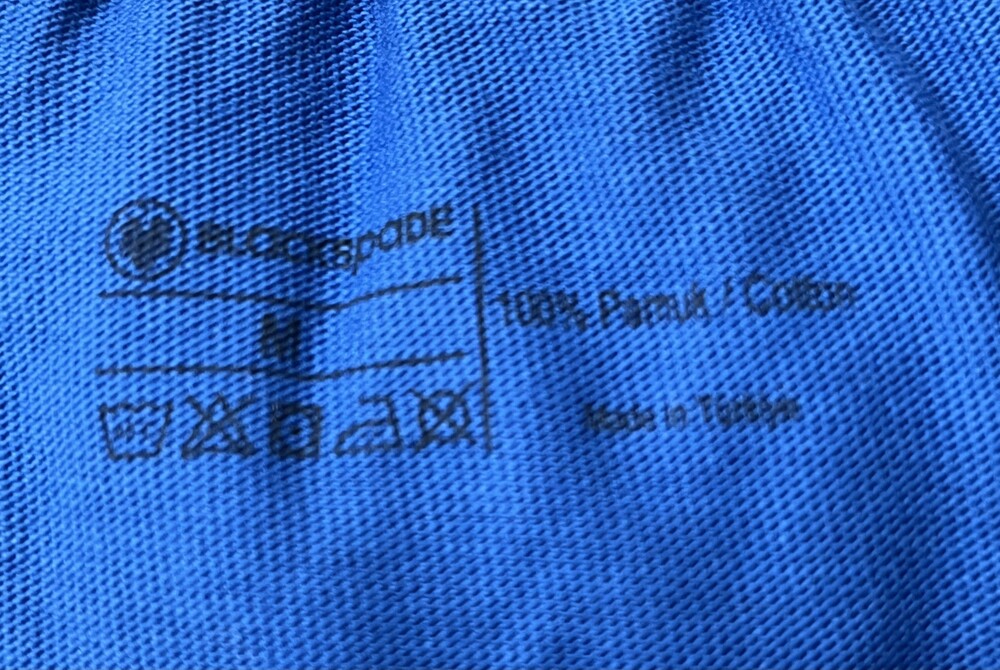 BLACKSPADE
M
100% Pamuk / Cotton
Made in Türkiye